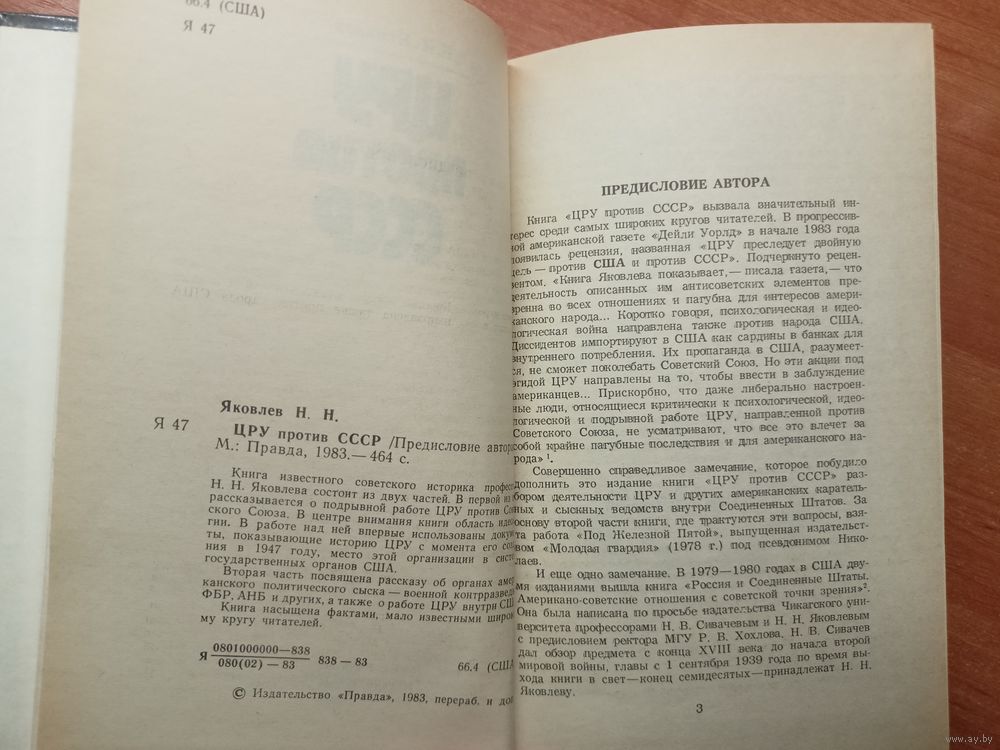 66.4 (США)
Я 47
Яковлев Н. Н.
Я 47
ЦРУ против СССР /Предисловие автор
М.: Правда, 1983.— 464 с.
Книга известного советского историка профес
Н. Н. Яковлева состоит из двух частей. В первой из
рассказывается о подрывной работе ЦРУ против Сов
ского Союза. В центре внимания книги область идео
гии. В работе над ней впервые использованы докум
ты, показывающие историю ЦРУ с момента его соз
ния в 1947 году, место этой организации в систе
государственных органов США.
Вторая часть посвящена рассказу об органах амер
канского политического сыска — военной контрразвед
ФБР, АНБ и других, а также о работе ЦРУ внутри США
Книга насыщена фактами, мало известными широк
му кругу читателей.
Я 0801000000—838
080(02) — 83
838 — 83
66.4 (США
© Издательство «Правда», 1983, перераб. и доп
ПРЕДИСЛОВИЕ АВТОРА
Книга «ЦРУ против СССР» вызвала значительный ин-
терес среди самых широких кругов читателей. В прогрессив-
ной американской газете «Дейли Уорлд» в начале 1983 года
появилась рецензия, названная «ЦРУ преследует двойную
цель — против США и против СССР». Подчеркнуто рецен-
зентом. «Книга Яковлева показывает,— писала газета,— что
деятельность описанных им антисоветских элементов пре-
зренна во всех отношениях и пагубна для интересов амери-
канского народа... Коротко говоря, психологическая и идео-
логическая война направлена также против народа США.
Диссидентов импортируют в США как сардины в банках для
внутреннего потребления. Их пропаганда в США, разумеет-
ся, не сможет поколебать Советский Союз. Но эти акции под
эгидой ЦРУ направлены на то, чтобы ввести в заблуждение
американцев... Прискорбно, что даже либерально настроен-
ные люди, относящиеся критически к психологической, идео-
логической и подрывной работе ЦРУ, направленной против
Советского Союза, не усматривают, что все это влечет за
собой крайне пагубные последствия и для американского на-
рода» ¹.
Совершенно справедливое замечание, которое побудило
дополнить это издание книги «ЦРУ против СССР» раз-
бором деятельности ЦРУ и других американских каратель-
ных и сыскных ведомств внутри Соединенных Штатов. За
основу второй части книги, где трактуются эти вопросы, взя-
та работа «Под Железной Пятой», выпущенная издательст-
вом «Молодая гвардия» (1978 г.) под псевдонимом Нико-
лаев.
И еще одно замечание. В 1979—1980 годах в США дву-
мя изданиями вышла книга «Россия и Соединенные Штаты.
Американо-советские отношения с советской точки зрения»².
Она была написана по просьбе издательства Чикагского уни-
верситета профессорами Н. В. Сивачевым и Н. Н. Яковлевым
с предисловием ректора МГУ Р. В. Хохлова. Н. В. Сивачев
дал обзор предмета с конца XVIII века до начала второй
мировой войны, главы с 1 сентября 1939 года по время вы-
хода книги в свет — конец семидесятых — принадлежат Н. Н.
Яковлеву.
3
www.ay.by